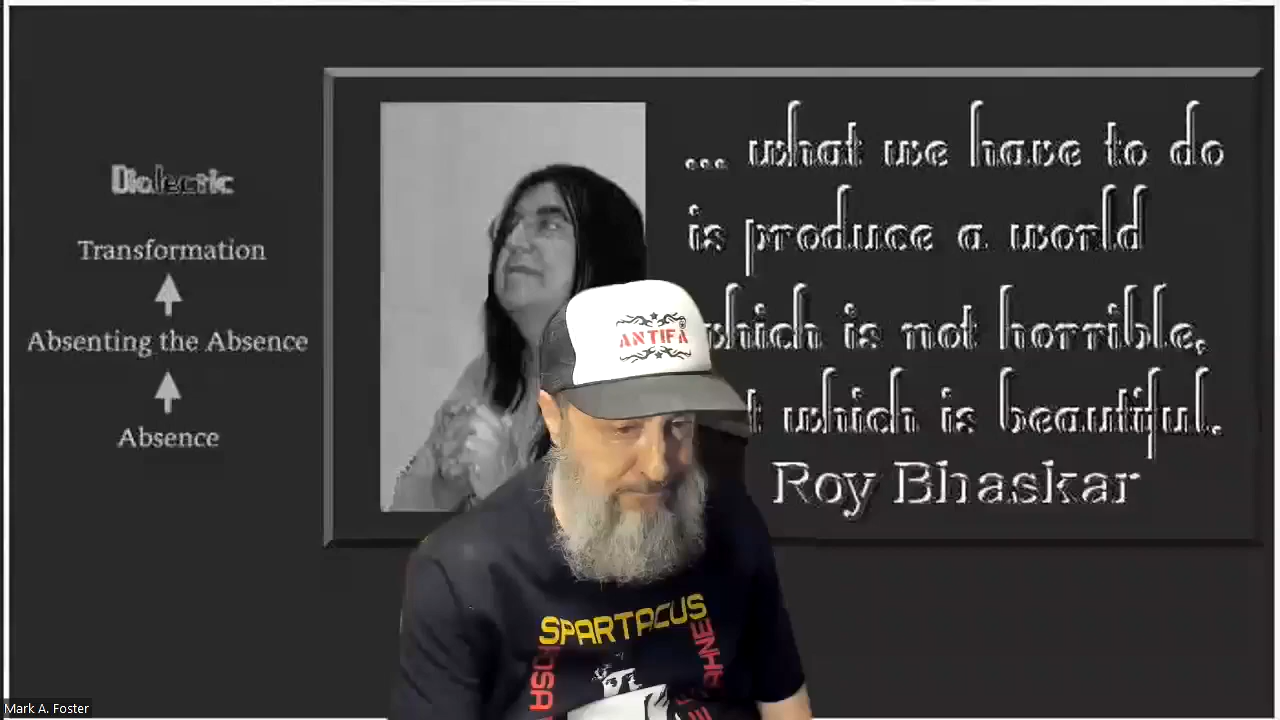 Dialectic
Transformation
Absenting the Absence
Absence
... what we have to do
is produce a world
which is not horrible,
which is beautiful.
Roy Bhaskar
ANTIFA
SPARTACUS
ROSA
Mark A. Foster